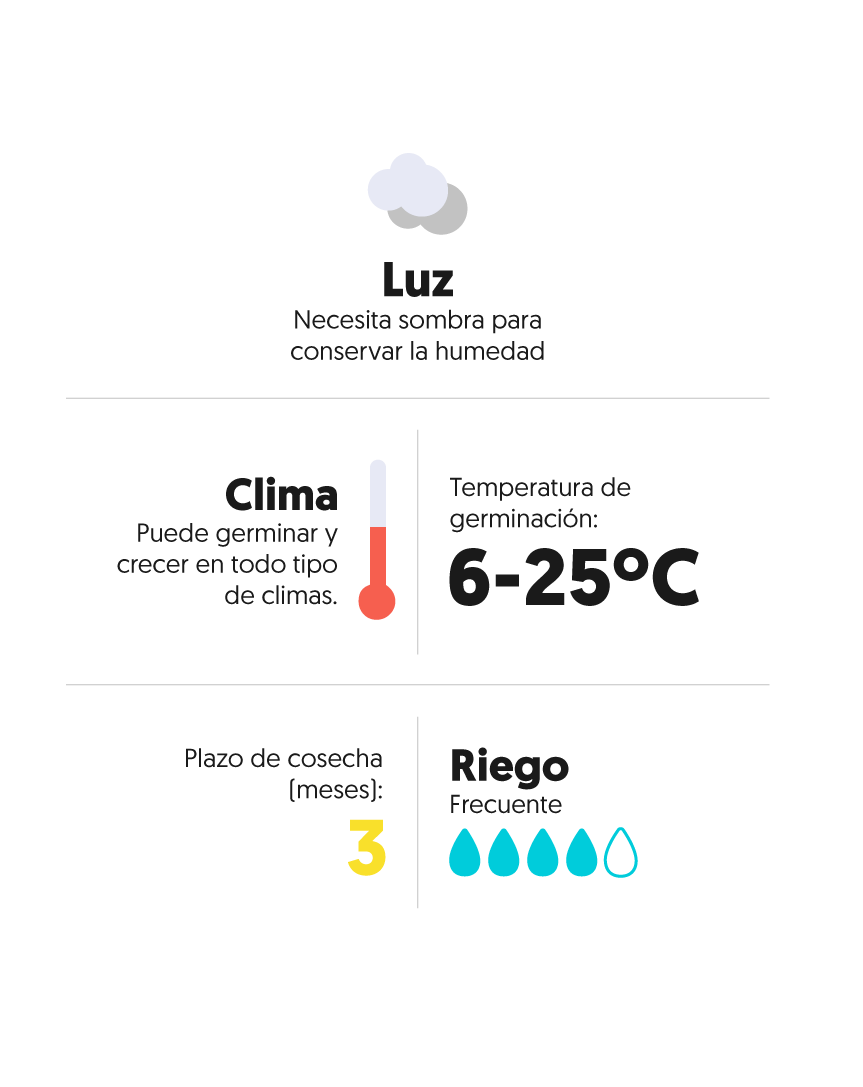 Luz
Necesita sombra para
conservar la humedad
Clima
Puede germinar y
crecer en todo tipo
de climas.
Temperatura de
germinación:
6-25ºC
Plazo de cosecha
(meses):
3
Riego
Frecuente